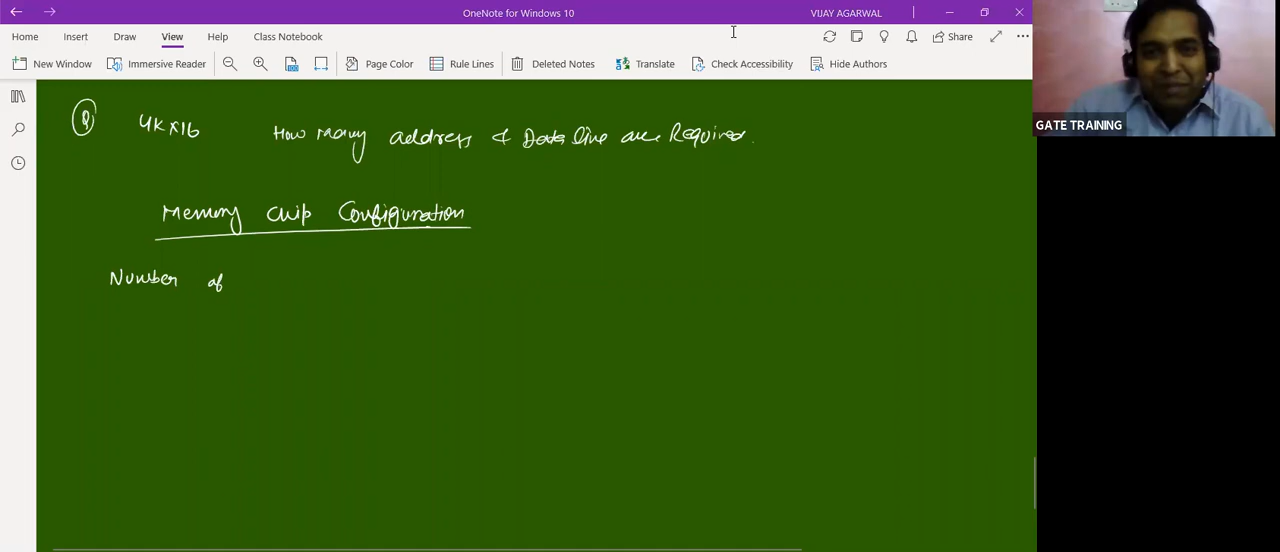 OneNote for Windows 10
VIJAY AGARWAL
Home Insert Draw View Help Class Notebook
Share
New Window Immersive Reader Page Color Rule Lines Deleted Notes Translate Check Accessibility Hide Authors
GATE TRAINING
Q 4K×16 How many address & Data line are Required.
Memory Chip Configuration
Number of